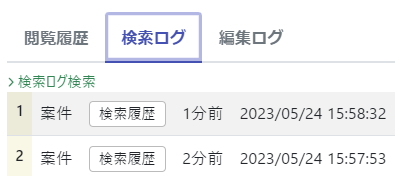 閲覧履歴 検索ログ 編集ログ
> 検索ログ検索
1 案件 検索履歴 1分前 2023/05/24 15:58:32
2 案件 検索履歴 2分前 2023/05/24 15:57:53